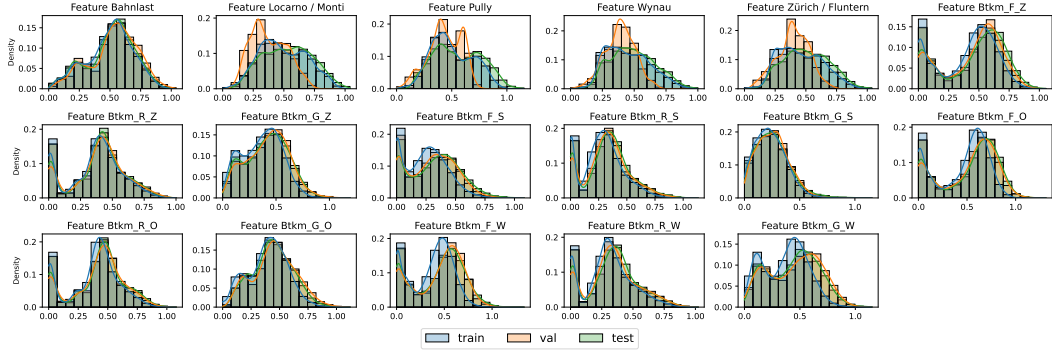 Feature Bahnlast
Feature Locarno / Monti
Feature Pully
Feature Wynau
Feature Zürich / Fluntern
Feature Btkm_F_Z
Density
0.15
0.10
0.05
0.00
0.00 0.25 0.50 0.75 1.00
0.2
0.1
0.0
0.00 0.25 0.50 0.75 1.00
0.2
0.1
0.0
0.0 0.5 1.0
0.2
0.1
0.0
0.00 0.25 0.50 0.75 1.00
0.2
0.1
0.0
0.00 0.25 0.50 0.75 1.00
0.15
0.10
0.05
0.00
0.00 0.25 0.50 0.75 1.00
Feature Btkm_R_Z
Feature Btkm_G_Z
Feature Btkm_F_S
Feature Btkm_R_S
Feature Btkm_G_S
Feature Btkm_F_O
Density
0.2
0.1
0.0
0.00 0.25 0.50 0.75 1.00
0.15
0.10
0.05
0.00
0.00 0.25 0.50 0.75 1.00
0.2
0.1
0.0
0.00 0.25 0.50 0.75 1.00
0.15
0.10
0.05
0.00
0.00 0.25 0.50 0.75 1.00
0.2
0.1
0.0
0.0 0.5 1.0
0.2
0.1
0.0
0.0 0.5 1.0
Feature Btkm_R_O
Feature Btkm_G_O
Feature Btkm_F_W
Feature Btkm_R_W
Feature Btkm_G_W
Density
0.2
0.1
0.0
0.00 0.25 0.50 0.75 1.00
0.15
0.10
0.05
0.00
0.00 0.25 0.50 0.75 1.00
0.2
0.1
0.0
0.0 0.5 1.0
0.2
0.1
0.0
0.00 0.25 0.50 0.75 1.00
0.15
0.10
0.05
0.00
0.0 0.5 1.0
train val test